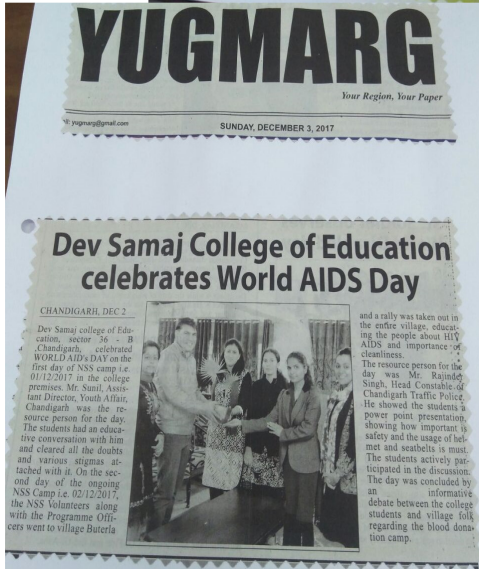 YUGMARG
Your Region, Your Paper
yugmarg@gmail.com
SUNDAY, DECEMBER 3, 2017
Dev Samaj College of Education
celebrates World AIDS Day
CHANDIGARH, DEC 2
Dev Samaj college of Edu-
cation, sector 36 - B
,Chandigarh, celebrated
WORLD AID's DAY on the
first day of NSS camp i.e.
01/12/2017 in the college
premises. Mr. Sunil, Assis-
tant Director, Youth Affair,
Chandigarh was the re-
source person for the day.
The students had an educa-
tive conversation with him
and cleared all the doubts
and various stigmas at-
tached with it. On the sec-
ond day of the ongoing
NSS Camp i.e. 02/12/2017,
the NSS Volunteers along
with the Programme Offi-
cers went to village Buterla
and a rally was taken out in
the entire village, educat-
ing the people about HIV
AIDS and importance of
cleanliness.
The resource person for the
day was Mr. Rajinder
Singh, Head Constable of
Chandigarh Traffic Police.
He showed the students a
power point presentation,
showing how important is
safety and the usage of hel-
met and seatbelts is must.
The students actively par-
ticipated in the discussion.
The day was concluded by
an informative
debate between the college
students and village folk
regarding the blood dona-
tion camp.